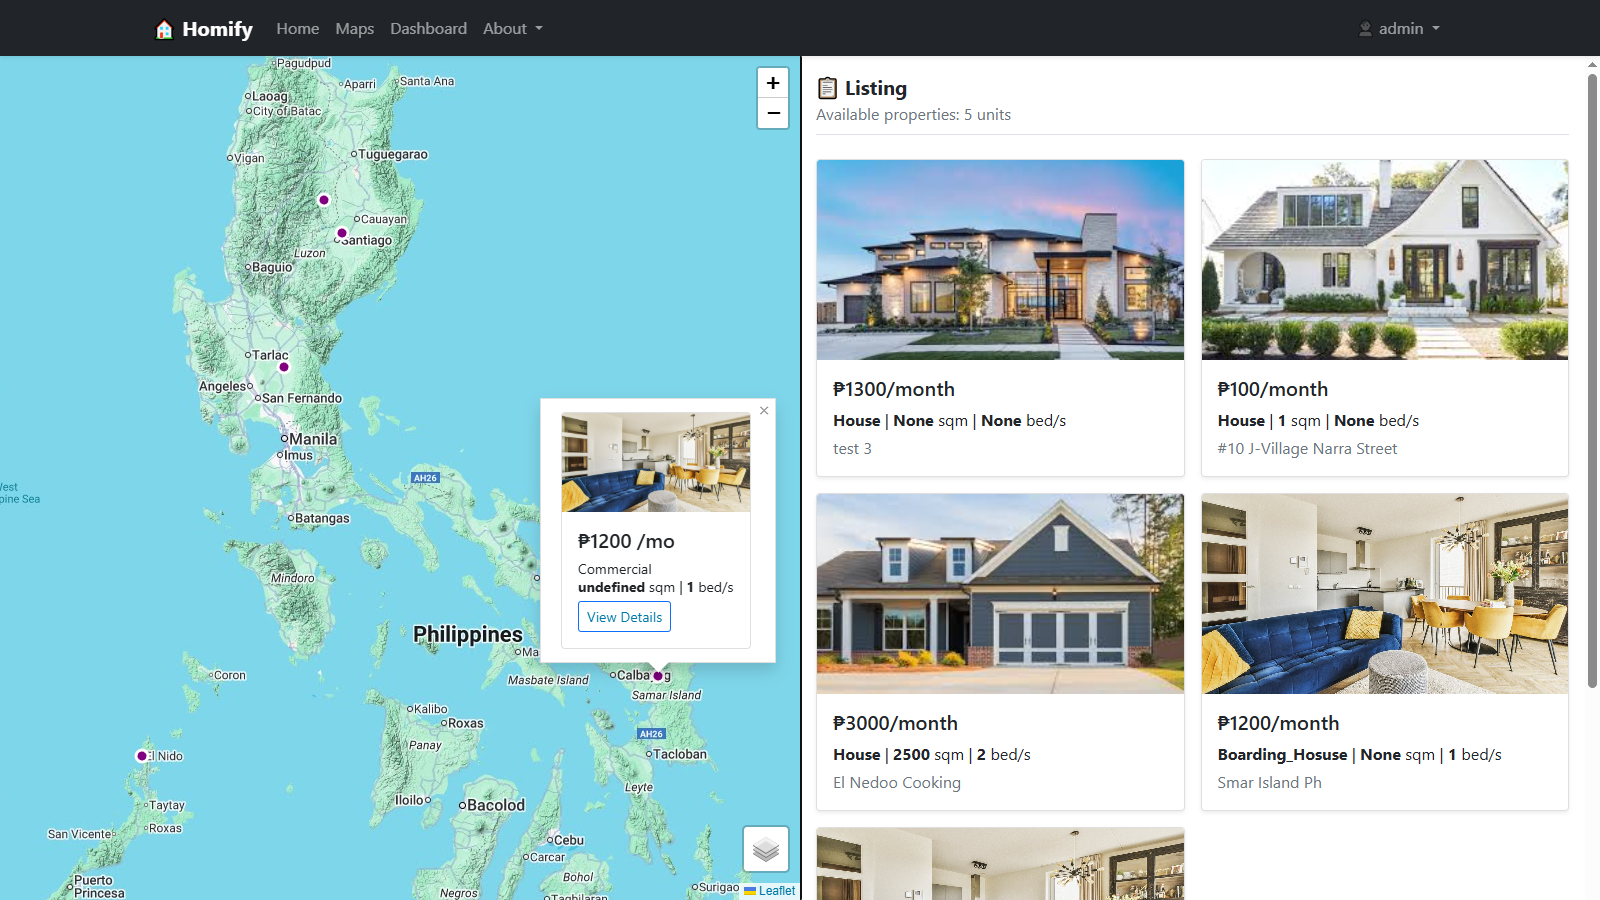 Homify
Home
Maps
Dashboard
About
admin
Pagudpud
Aparri
Santa Ana
Laoag
City of Batac
Vigan
Tuguegarao
Cauayan
Santiago
Luzon
Baguio
Tarlac
Angeles
San Fernando
Manila
Imus
Batangas
AH26
Mindoro
Philippines
Masbate Island
Calbayog
Samar Island
Coron
Kalibo
Roxas
Panay
AH26
Tacloban
El Nido
Leyte
Taytay
Iloilo
Bacolod
San Vicente
Roxas
Cebu
Carcar
Puerto
Princesa
Negros
Bohol
Tagbilaran
Surigao
+
−
×
₱1200 /mo
Commercial
undefined sqm | 1 bed/s
View Details
Leaflet
Listing
Available properties: 5 units
₱1300/month
House | None sqm | None bed/s
test 3
₱100/month
House | 1 sqm | None bed/s
#10 J-Village Narra Street
₱3000/month
House | 2500 sqm | 2 bed/s
El Nedoo Cooking
₱1200/month
Boarding_Hosuse | None sqm | 1 bed/s
Smar Island Ph